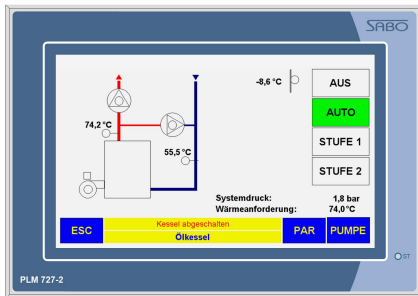 SABO
-8,6 °C
AUS
AUTO
74,2 °C
STUFE 1
55,5 °C
STUFE 2
Systemdruck: 1,8 bar
Wärmeanforderung: 74,0°C
ESC
Kessel abgeschalten
Ölkessel
PAR
PUMPE
ST
PLM 727-2